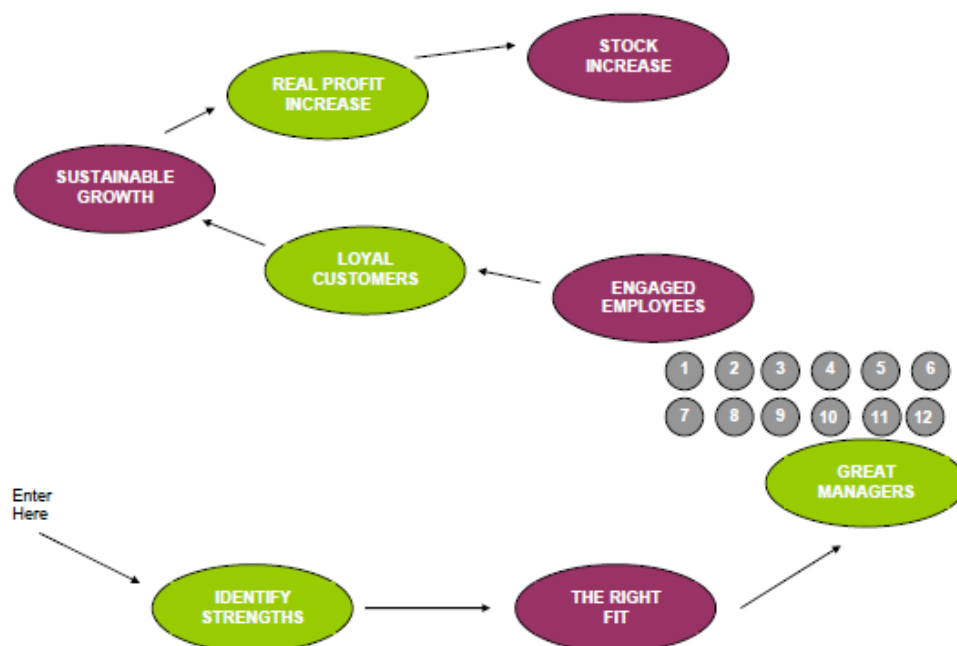 STOCK
INCREASE
REAL PROFIT
INCREASE
SUSTAINABLE
GROWTH
LOYAL
CUSTOMERS
ENGAGED
EMPLOYEES
1 2 3 4 5 6
7 8 9 10 11 12
GREAT
MANAGERS
Enter
Here
IDENTIFY
STRENGTHS
THE RIGHT
FIT